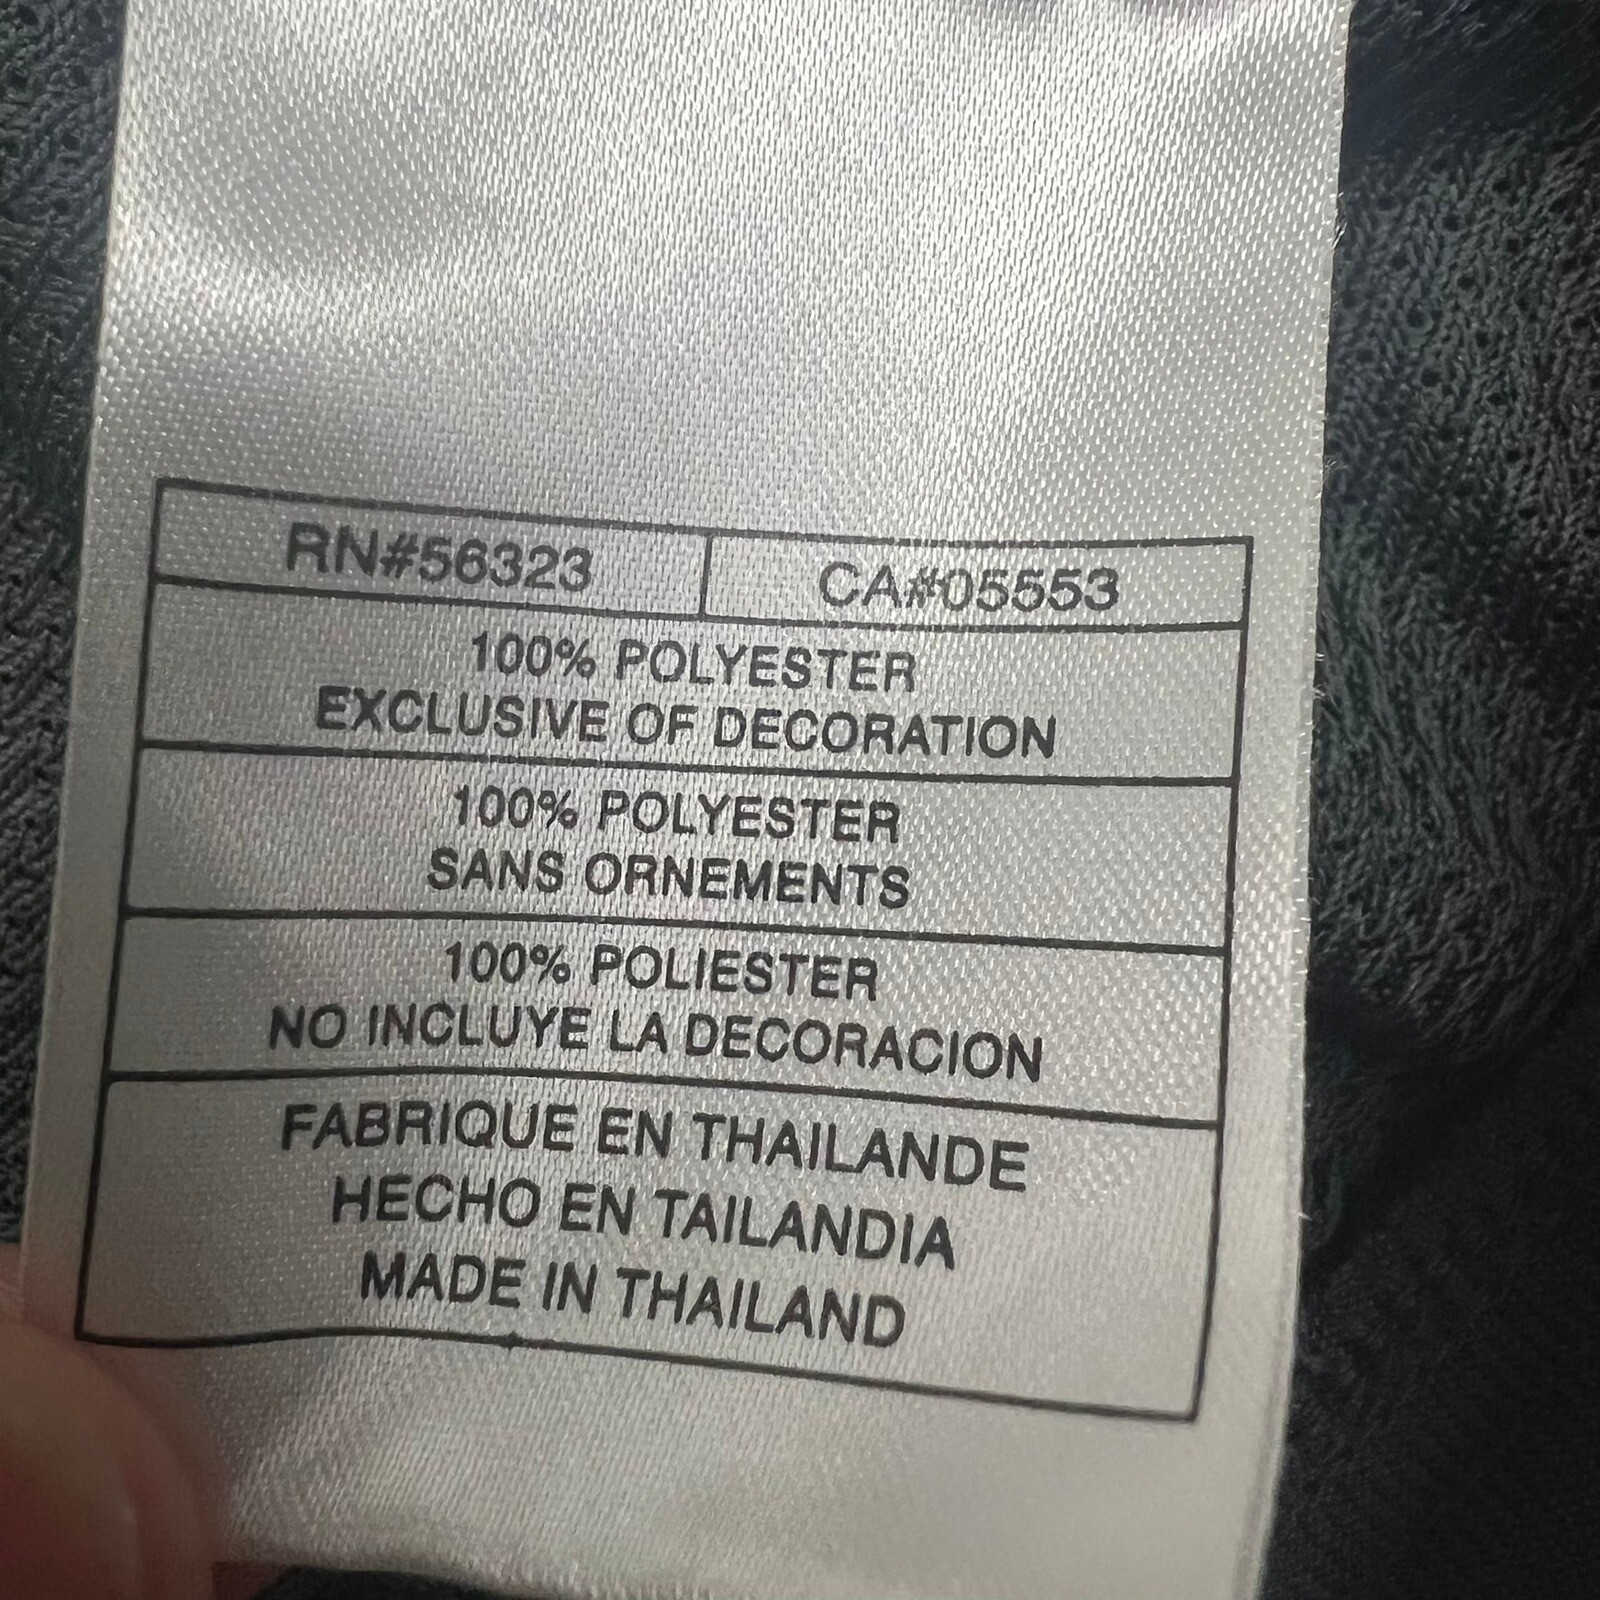 RN#56323 CA#05553
100% POLYESTER
EXCLUSIVE OF DECORATION
100% POLYESTER
SANS ORNEMENTS
100% POLIESTER
NO INCLUYE LA DECORACION
FABRIQUE EN THAILANDE
HECHO EN TAILANDIA
MADE IN THAILAND